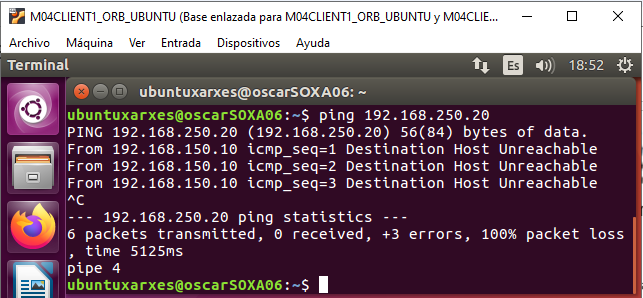 M04CLIENT1_ORB_UBUNTU (Base enlazada para M04CLIENT1_ORB_UBUNTU y M04CLIE...
Archivo Máquina Ver Entrada Dispositivos Ayuda
Terminal Es 18:52
ubuntuxarxes@oscarSOXA06: ~
ubuntuxarxes@oscarSOXA06:~$ ping 192.168.250.20
PING 192.168.250.20 (192.168.250.20) 56(84) bytes of data.
From 192.168.150.10 icmp_seq=1 Destination Host Unreachable
From 192.168.150.10 icmp_seq=2 Destination Host Unreachable
From 192.168.150.10 icmp_seq=3 Destination Host Unreachable
^C
--- 192.168.250.20 ping statistics ---
6 packets transmitted, 0 received, +3 errors, 100% packet loss
, time 5125ms
pipe 4
ubuntuxarxes@oscarSOXA06:~$